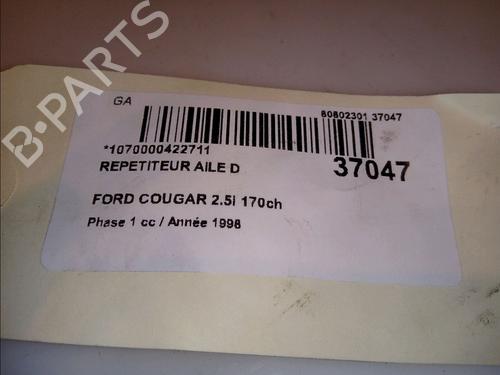 B-PARTS
GA
80802301 37047
*1070000422711
REPETITEUR AILE D
37047
FORD COUGAR 2.5i 170ch
Phase 1 cc / Année 1998